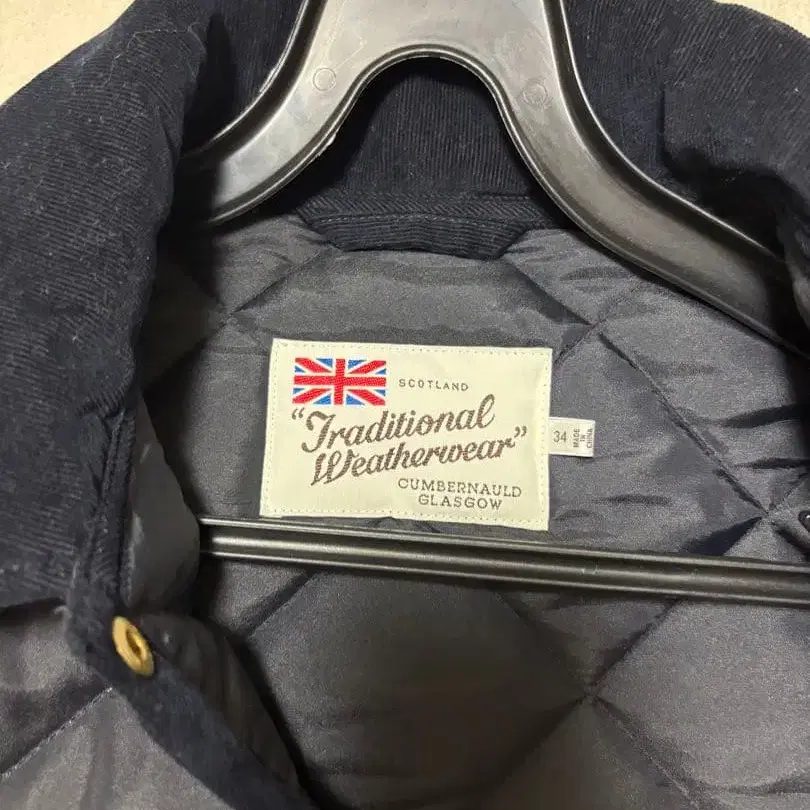 SCOTLAND
"Traditional
Weatherwear"
CUMBERNAULD
GLASGOW
34
MADE
IN
CHINA